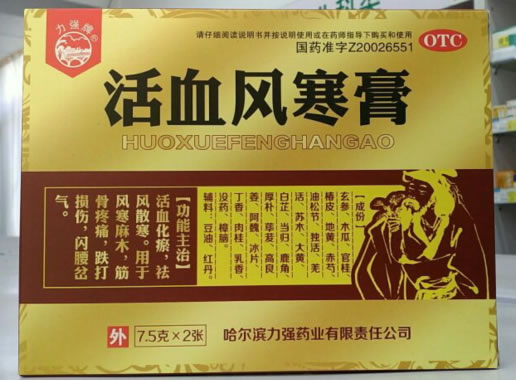 力强牌®
请仔细阅读说明书并按说明使用或在药师指导下购买和使用
国药准字Z20026551
OTC
活血风寒膏
HUOXUEFENGHANGAO
【功能主治】
活血化瘀，祛
风散寒。用于
风寒麻木，筋
骨疼痛，跌打
损伤，闪腰岔
气。
【成份】
玄参、木瓜、官桂、
椿皮、地黄、赤芍、
油松节、独活、羌
活、苏木、大黄、
白芷、当归、鹿角、
厚朴、荜茇、高良
姜、阿魏、冰片、
丁香、肉桂、乳香、
没药、樟脑。
辅料：豆油、红丹。
外
7.5克×2张
哈尔滨力强药业有限责任公司